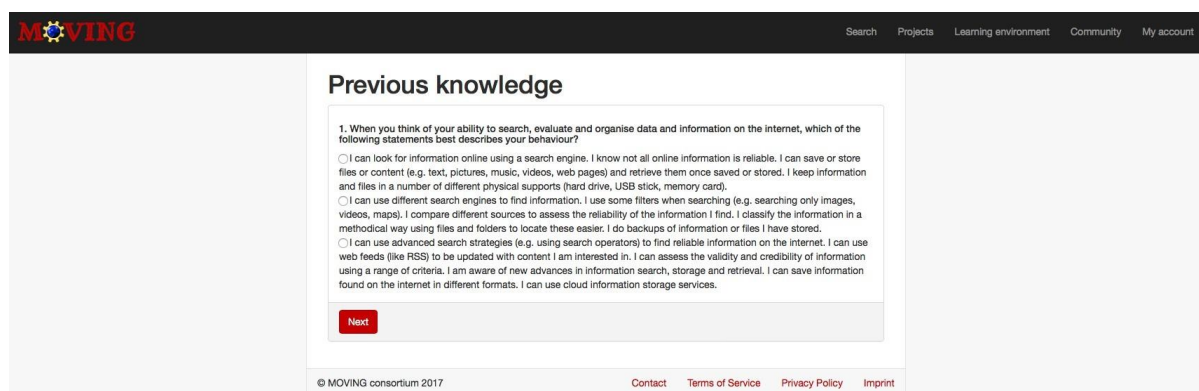 MOVING
Search Projects Learning environment Community My account
Previous knowledge
1. When you think of your ability to search, evaluate and organise data and information on the internet, which of the
following statements best describes your behaviour?
I can look for information online using a search engine. I know not all online information is reliable. I can save or store
files or content (e.g. text, pictures, music, videos, web pages) and retrieve them once saved or stored. I keep information
and files in a number of different physical supports (hard drive, USB stick, memory card).
I can use different search engines to find information. I use some filters when searching (e.g. searching only images,
videos, maps). I compare different sources to assess the reliability of the information I find. I classify the information in a
methodical way using files and folders to locate these easier. I do backups of information or files I have stored.
I can use advanced search strategies (e.g. using search operators) to find reliable information on the internet. I can use
web feeds (like RSS) to be updated with content I am interested in. I can assess the validity and credibility of information
using a range of criteria. I am aware of new advances in information search, storage and retrieval. I can save information
found on the internet in different formats. I can use cloud information storage services.
Next
© MOVING consortium 2017 Contact Terms of Service Privacy Policy Imprint